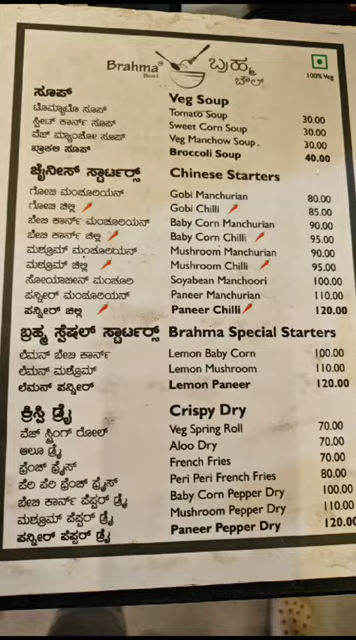 Brahma Bowl ಬ್ರಹ್ಮ ಬೌಲ್
100% Veg
ಸೂಪ್ Veg Soup
ಟೊಮ್ಯಾಟೊ ಸೂಪ್ Tomato Soup 30.00
ಸ್ವೀಟ್ ಕಾರ್ನ್ ಸೂಪ್ Sweet Corn Soup 30.00
ವೆಜ್ ಮ್ಯಾಂಚೋ ಸೂಪ್ Veg Manchow Soup . 30.00
ಬ್ರಾಕಲಿ ಸೂಪ್ Broccoli Soup 40.00
ಚೈನೀಸ್ ಸ್ಟಾರ್ಟರ್ಸ್ Chinese Starters
ಗೋಬಿ ಮಂಚೂರಿಯನ್ Gobi Manchurian 80.00
ಗೋಬಿ ಚಿಲ್ಲಿ Gobi Chilli 85.00
ಬೇಬಿ ಕಾರ್ನ್ ಮಂಚೂರಿಯನ್ Baby Corn Manchurian 90.00
ಬೇಬಿ ಕಾರ್ನ್ ಚಿಲ್ಲಿ Baby Corn Chilli 95.00
ಮಶ್ರೂಮ್ ಮಂಚೂರಿಯನ್ Mushroom Manchurian 90.00
ಮಶ್ರೂಮ್ ಚಿಲ್ಲಿ Mushroom Chilli 95.00
ಸೋಯಾಬೀನ್ ಮಂಚೂರಿ Soyabean Manchoori 100.00
ಪನ್ನೀರ್ ಮಂಚೂರಿಯನ್ Paneer Manchurian 110.00
ಪನ್ನೀರ್ ಚಿಲ್ಲಿ Paneer Chilli 120.00
ಬ್ರಹ್ಮ ಸ್ಪೆಷಲ್ ಸ್ಟಾರ್ಟರ್ಸ್ Brahma Special Starters
ಲೆಮನ್ ಬೇಬಿ ಕಾರ್ನ್ Lemon Baby Corn 100.00
ಲೆಮನ್ ಮಶ್ರೂಮ್ Lemon Mushroom 110.00
ಲೆಮನ್ ಪನ್ನೀರ್ Lemon Paneer 120.00
ಕ್ರಿಸ್ಪಿ ಡ್ರೈ Crispy Dry
ವೆಜ್ ಸ್ಪ್ರಿಂಗ್ ರೋಲ್ Veg Spring Roll 70.00
ಆಲೂ ಡ್ರೈ Aloo Dry 70.00
ಫ್ರೆಂಚ್ ಫ್ರೈಸ್ French Fries 70.00
ಪೆರಿ ಪೆರಿ ಫ್ರೆಂಚ್ ಫ್ರೈಸ್ Peri Peri French Fries 80.00
ಬೇಬಿ ಕಾರ್ನ್ ಪೆಪ್ಪರ್ ಡ್ರೈ Baby Corn Pepper Dry 100.00
ಮಶ್ರೂಮ್ ಪೆಪ್ಪರ್ ಡ್ರೈ Mushroom Pepper Dry 110.00
ಪನ್ನೀರ್ ಪೆಪ್ಪರ್ ಡ್ರೈ Paneer Pepper Dry 120.00